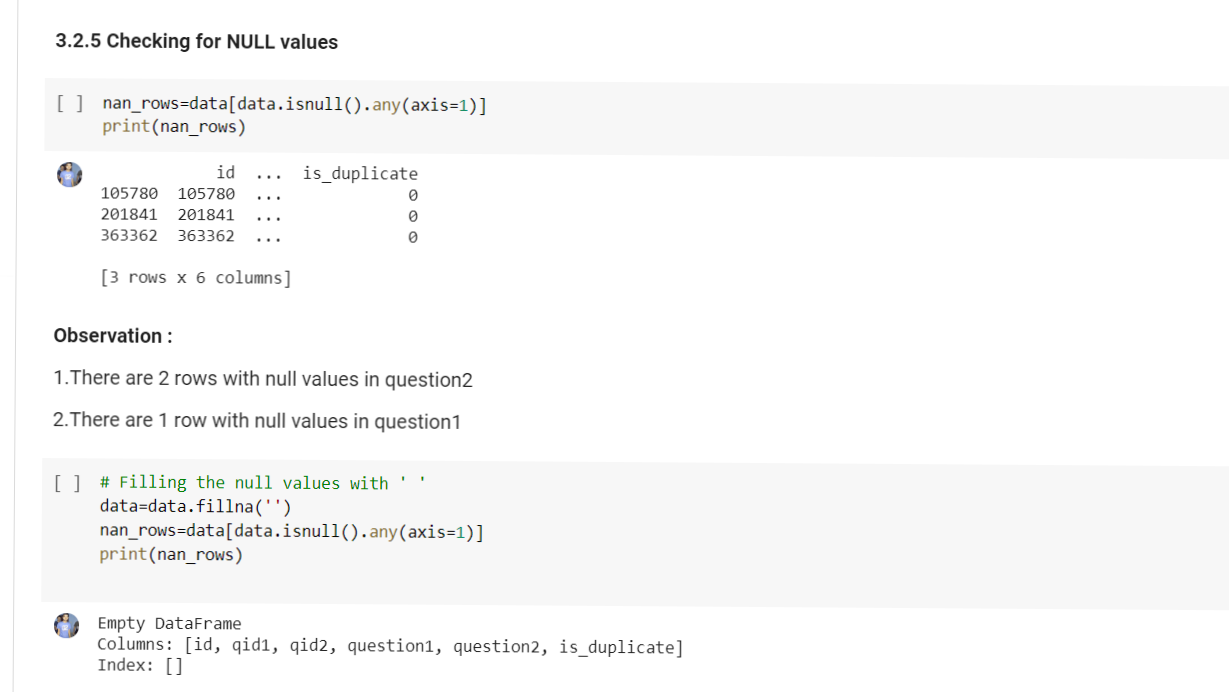 3.2.5 Checking for NULL values
[ ] nan_rows=data[data.isnull().any(axis=1)]
print(nan_rows)
id ... is_duplicate
105780 105780 ... 0
201841 201841 ... 0
363362 363362 ... 0
[3 rows x 6 columns]
Observation :
1.There are 2 rows with null values in question2
2.There are 1 row with null values in question1
[ ] # Filling the null values with ' '
data=data.fillna('')
nan_rows=data[data.isnull().any(axis=1)]
print(nan_rows)
Empty DataFrame
Columns: [id, qid1, qid2, question1, question2, is_duplicate]
Index: []